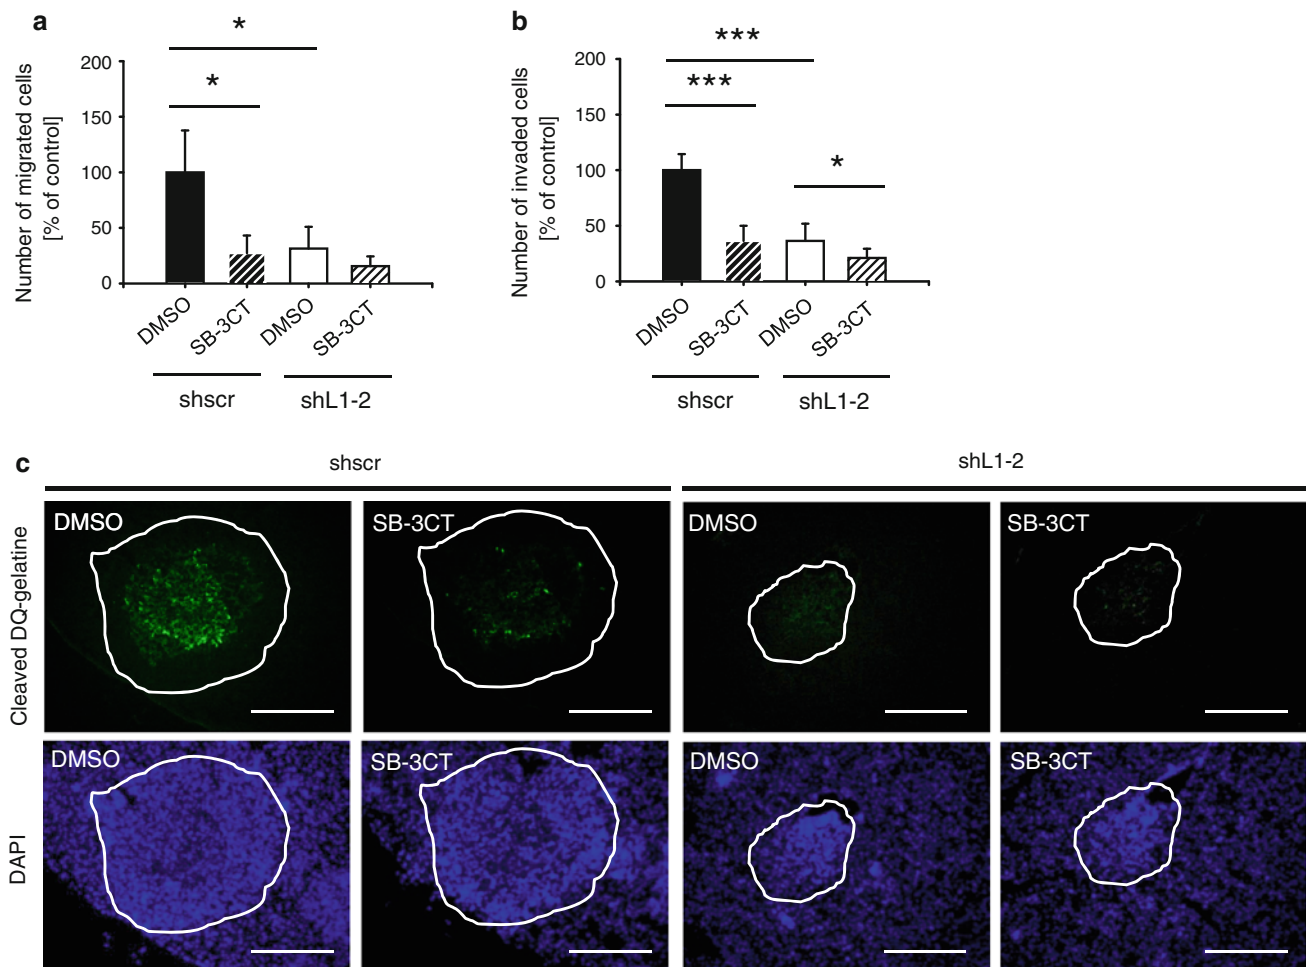 a
*
*
200
150
100
50
0
Number of migrated cells
[% of control]
DMSO
SB-3CT
DMSO
SB-3CT
shscr
shL1-2
b
***
***
*
200
150
100
50
0
Number of invaded cells
[% of control]
DMSO
SB-3CT
DMSO
SB-3CT
shscr
shL1-2
c
shscr
shL1-2
Cleaved DQ-gelatine
DMSO
SB-3CT
DMSO
SB-3CT
DAPI
DMSO
SB-3CT
DMSO
SB-3CT